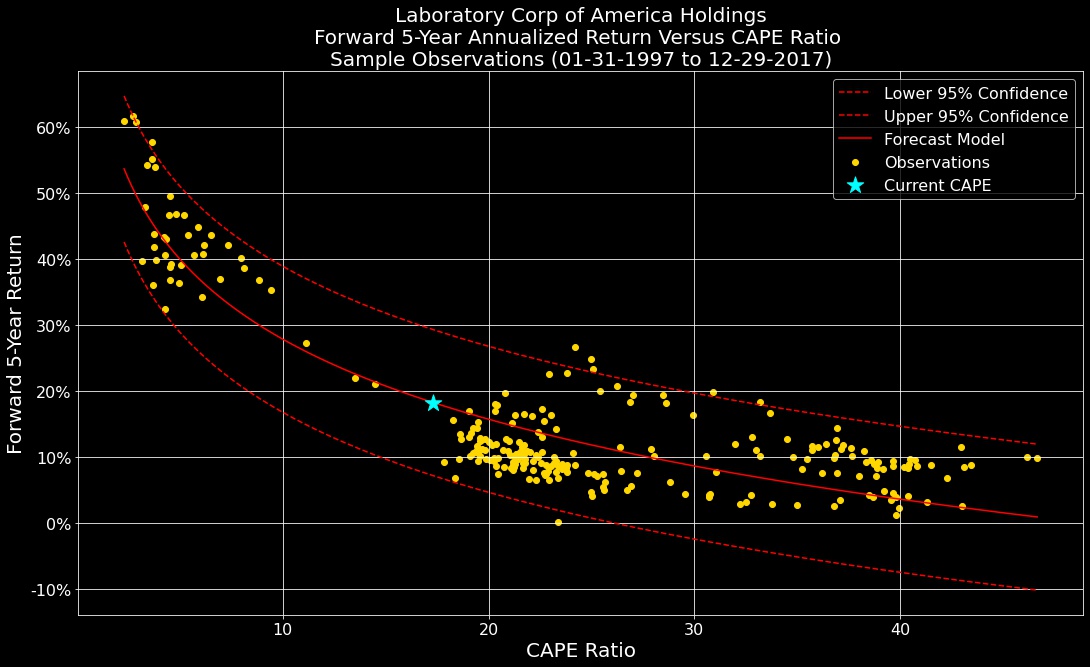 Laboratory Corp of America Holdings
Forward 5-Year Annualized Return Versus CAPE Ratio
Sample Observations (01-31-1997 to 12-29-2017)
Lower 95% Confidence
Upper 95% Confidence
Forecast Model
Observations
Current CAPE
Forward 5-Year Return
60%
50%
40%
30%
20%
10%
0%
-10%
10
20
30
40
CAPE Ratio